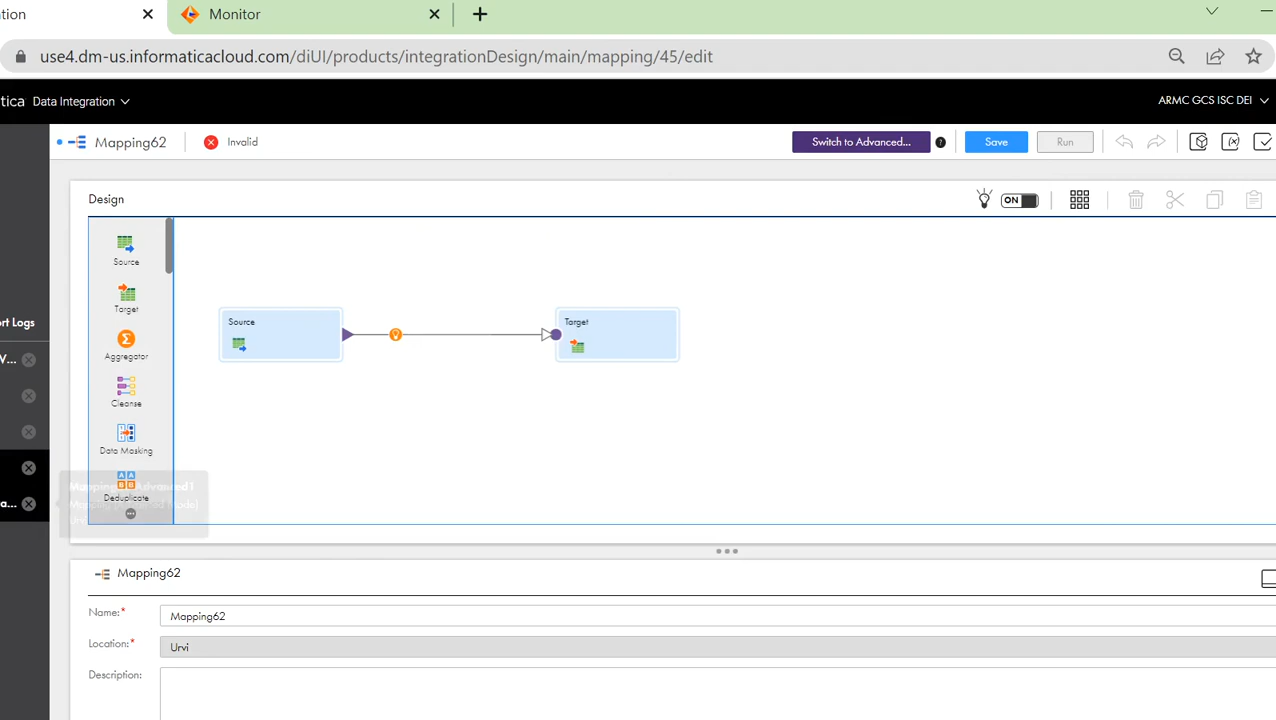 tion
Monitor
use4.dm-us.informaticacloud.com/diUI/products/integrationDesign/main/mapping/45/edit
tica Data Integration
ARMC GCS ISC DEI
Mapping62
Invalid
Switch to Advanced...
?
Save
Run
Design
ON
Source
Target
Aggregator
Cleanse
Data Masking
Deduplicate
Source
Target
rt Logs
V...
a...
Urvi
Mapping62
Name:*
Mapping62
Location:*
Urvi
Description: